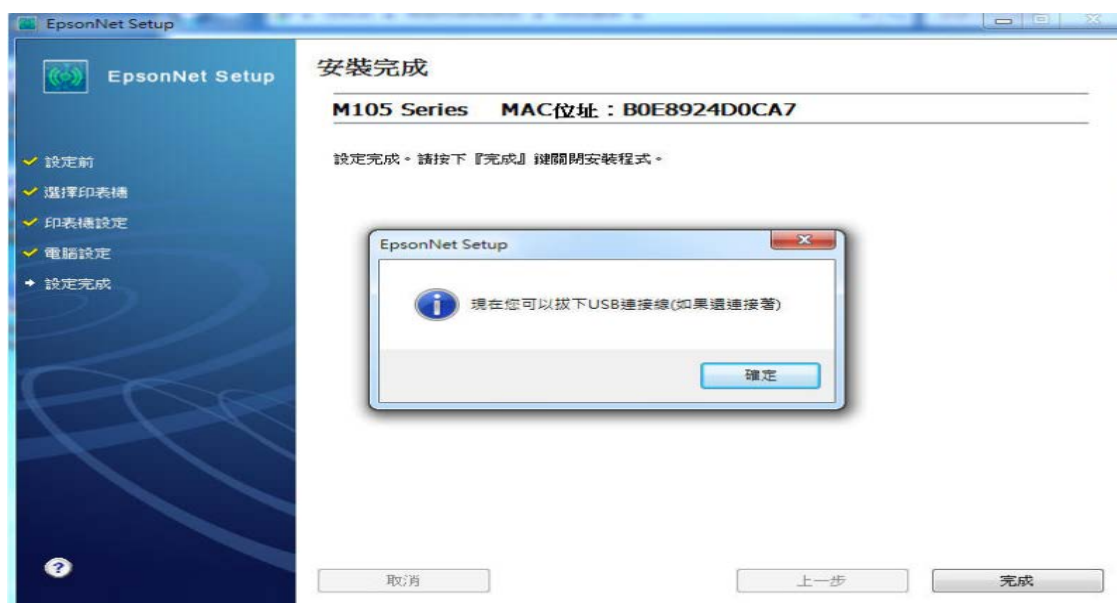 EpsonNet Setup
EpsonNet Setup
安裝完成
M105 Series MAC位址：B0E8924D0CA7
設定完成。請按下『完成』鍵關閉安裝程式。
設定前
選擇印表機
印表機設定
電腦設定
設定完成
EpsonNet Setup
現在您可以拔下USB連接線(如果還連接著)
確定
取消
上一步
完成